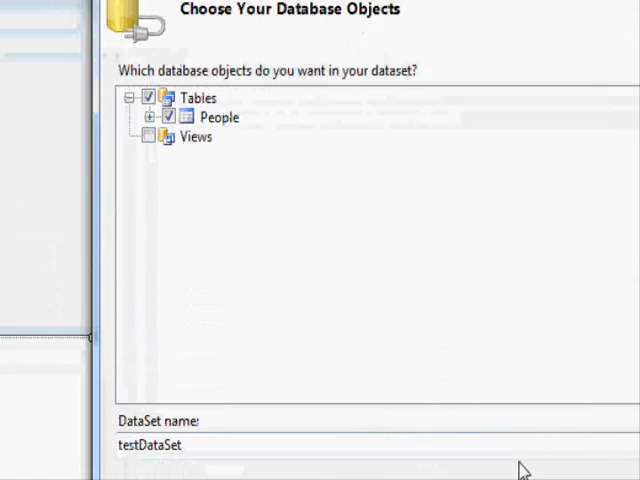 Choose Your Database Objects
Which database objects do you want in your dataset?
Tables
People
Views
DataSet name:
testDataSet